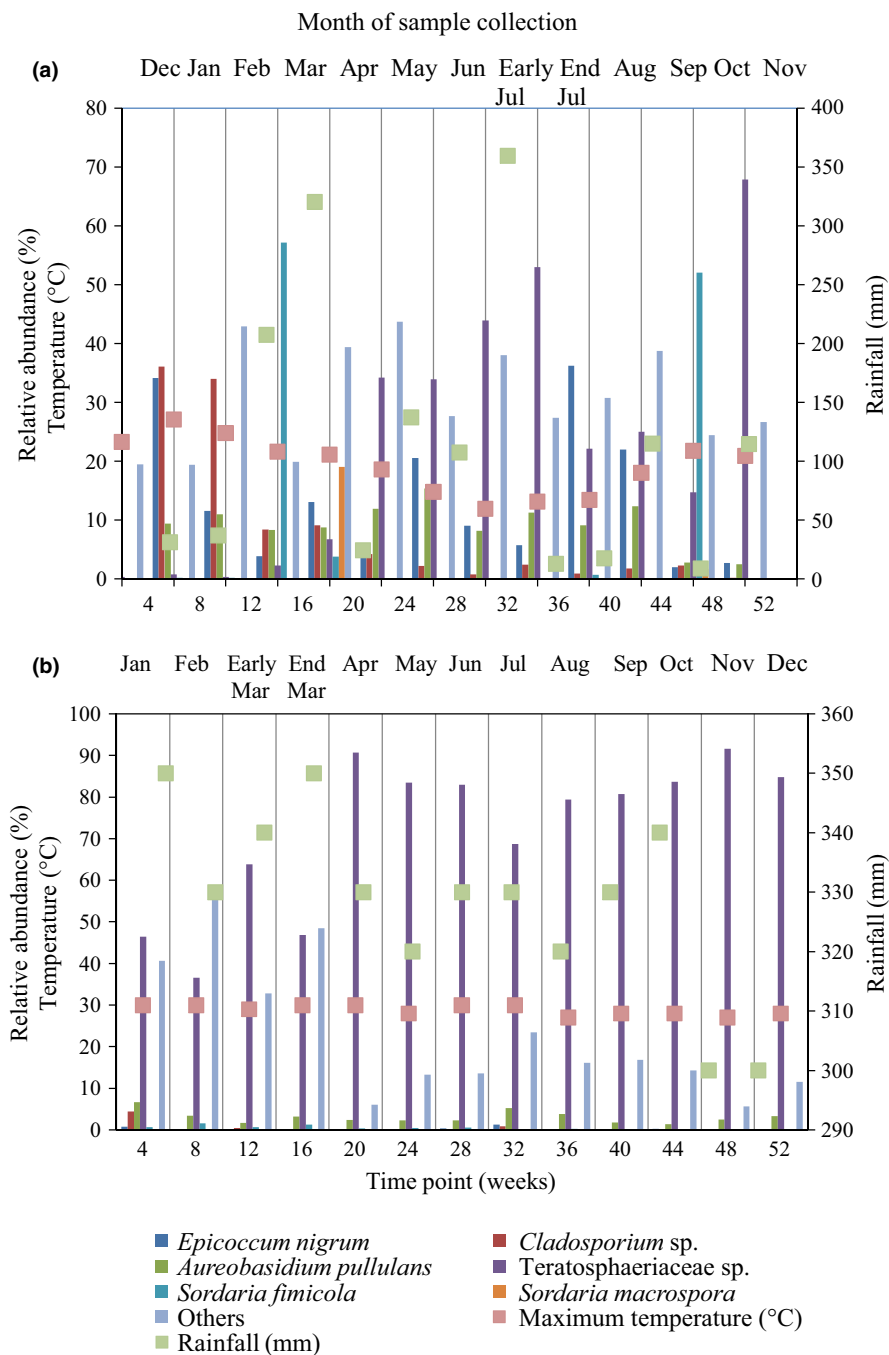 Month of sample collection
(a)
Dec Jan Feb Mar Apr May Jun Early Jul End Jul Aug Sep Oct Nov
80 400
70 350
60 300
50 250
40 200
30 150
20 100
10 50
0 0
Relative abundance (%)
Temperature (°C)
Rainfall (mm)
4 8 12 16 20 24 28 32 36 40 44 48 52
(b)
Jan Feb Early Mar End Mar Apr May Jun Jul Aug Sep Oct Nov Dec
100 360
90 350
80
70 340
60 330
50
40 320
30 310
20 300
10
0 290
Relative abundance (%)
Temperature (°C)
Rainfall (mm)
4 8 12 16 20 24 28 32 36 40 44 48 52
Time point (weeks)
Epicoccum nigrum
Cladosporium sp.
Aureobasidium pullulans
Teratosphaeriaceae sp.
Sordaria fimicola
Sordaria macrospora
Others
Maximum temperature (°C)
Rainfall (mm)